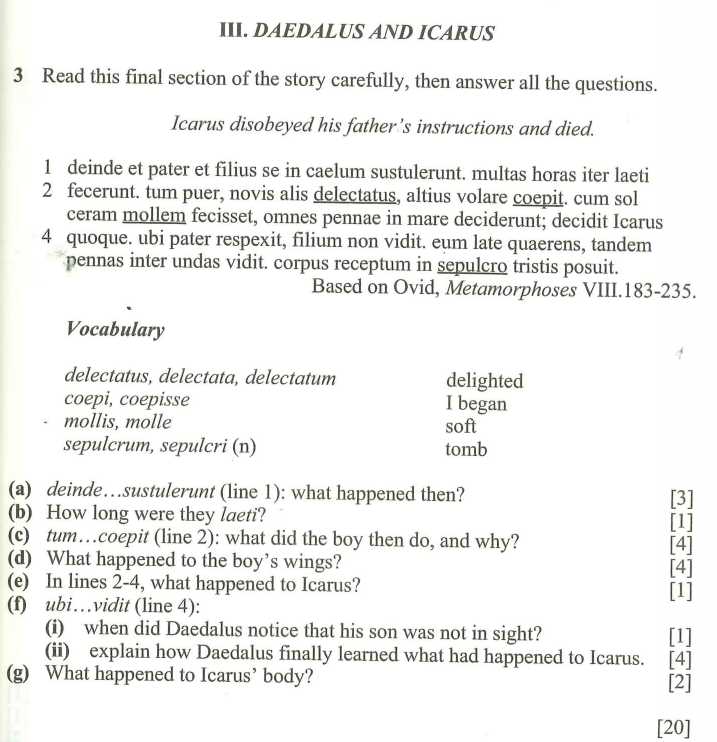 III. DAEDALUS AND ICARUS
3 Read this final section of the story carefully, then answer all the questions.
Icarus disobeyed his father's instructions and died.
1 deinde et pater et filius se in caelum sustulerunt. multas horas iter laeti
2 fecerunt. tum puer, novis alis delectatus, altius volare coepit. cum sol
ceram mollem fecisset, omnes pennae in mare deciderunt; decidit Icarus
4 quoque. ubi pater respexit, filium non vidit. eum late quaerens, tandem
pennas inter undas vidit. corpus receptum in sepulcro tristis posuit.
Based on Ovid, Metamorphoses VIII.183-235.
Vocabulary
delectatus, delectata, delectatum delighted
coepi, coepisse I began
mollis, molle soft
sepulcrum, sepulcri (n) tomb
(a) deinde...sustulerunt (line 1): what happened then? [3]
(b) How long were they laeti? [1]
(c) tum...coepit (line 2): what did the boy then do, and why? [4]
(d) What happened to the boy's wings? [4]
(e) In lines 2-4, what happened to Icarus? [1]
(f) ubi...vidit (line 4):
(i) when did Daedalus notice that his son was not in sight? [1]
(ii) explain how Daedalus finally learned what had happened to Icarus. [4]
(g) What happened to Icarus' body? [2]
[20]